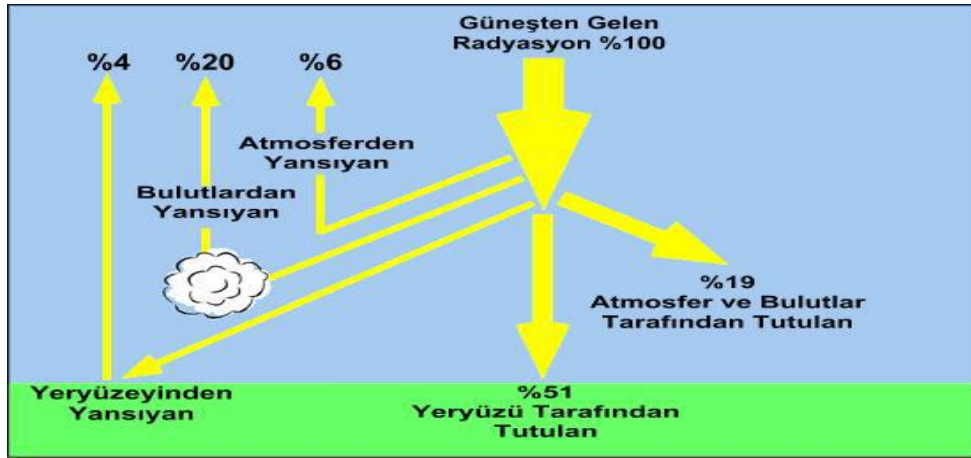 Güneşten Gelen
Radyasyon %100
%4
%20
%6
Atmosferden
Yansıyan
Bulutlardan
Yansıyan
%19
Atmosfer ve Bulutlar
Tarafından Tutulan
Yeryüzeyinden
Yansıyan
%51
Yeryüzü Tarafından
Tutulan